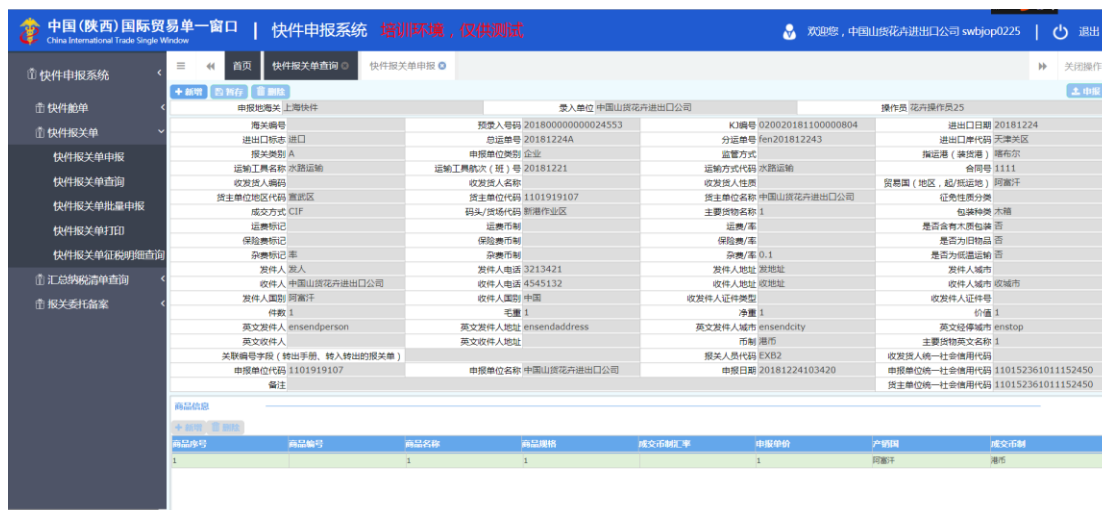 中国(陕西)国际贸易单一窗口 | 快件申报系统 培训环境，仅供测试
China International Trade Single Window
欢迎您，中国山货花卉进出口公司 swbjop0225 | 退出
快件申报系统
快件舱单
快件报关单
快件报关单申报
快件报关单查询
快件报关单批量申报
快件报关单打印
快件报关单征税明细查询
汇总纳税清单查询
报关委托备案
首页 快件报关单查询 快件报关单申报 关闭操作
新增 暂存 删除 申报
申报地海关 上海快件 录入单位 中国山货花卉进出口公司 操作员 花卉操作员25
海关编号 预录入号码 201800000000024553 KJ编号 020020181100000804 进出口日期 20181224
进出口标志 进口 总运单号 20181224A 分运单号 fen201812243 进出口岸代码 天津关区
报关类别 A 申报单位类别 企业 监管方式 指运港（装货港） 喀布尔
运输工具名称 水路运输 运输工具航次（班）号 20181221 运输方式代码 水路运输 合同号 1111
收发货人编码 收发货人名称 收发货人性质 贸易国（地区，起/抵运地） 阿富汗
货主单位地区代码 宣武区 货主单位代码 1101919107 货主单位名称 中国山货花卉进出口公司 征免性质分类
成交方式 CIF 码头/货场代码 新港作业区 主要货物名称 1 包装种类 木箱
运费标记 运费币制 运费/率 是否含有木质包装 否
保险费标记 保险费币制 保险费/率 是否为旧物品 否
杂费标记 率 杂费币制 杂费/率 0.1 是否为低温运输 否
发件人 发人 发件人电话 3213421 发件人地址 发地址 发件人城市
收件人 中国山货花卉进出口公司 收件人电话 4545132 收件人地址 收地址 收件人城市 收城市
发件人国别 阿富汗 收件人国别 中国 收发件人证件类型 收发件人证件号
件数 1 毛重 1 净重 1 价值 1
英文发件人 ensendperson 英文发件人地址 ensendaddress 英文发件人城市 ensendcity 英文经停城市 enstop
英文收件人 英文收件人地址 币制 港币 主要货物英文名称 1
关联编号字段（转出手册、转入转出的报关单） 报关人员代码 EXB2 收发货人统一社会信用代码
申报单位代码 1101919107 申报单位名称 中国山货花卉进出口公司 申报日期 20181224103420 申报单位统一社会信用代码 110152361011152450
备注 货主单位统一社会信用代码 110152361011152450
商品信息
新增 删除
商品序号 商品编号 商品名称 商品规格 成交币制汇率 申报单价 产销国 成交币制
1 1 1 1 阿富汗 港币